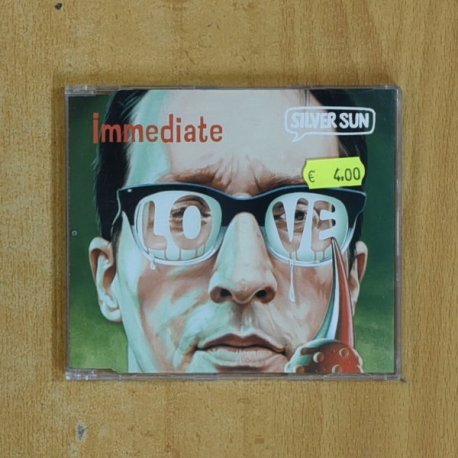 immediate
SILVER SUN
€ 4.00
LOVE